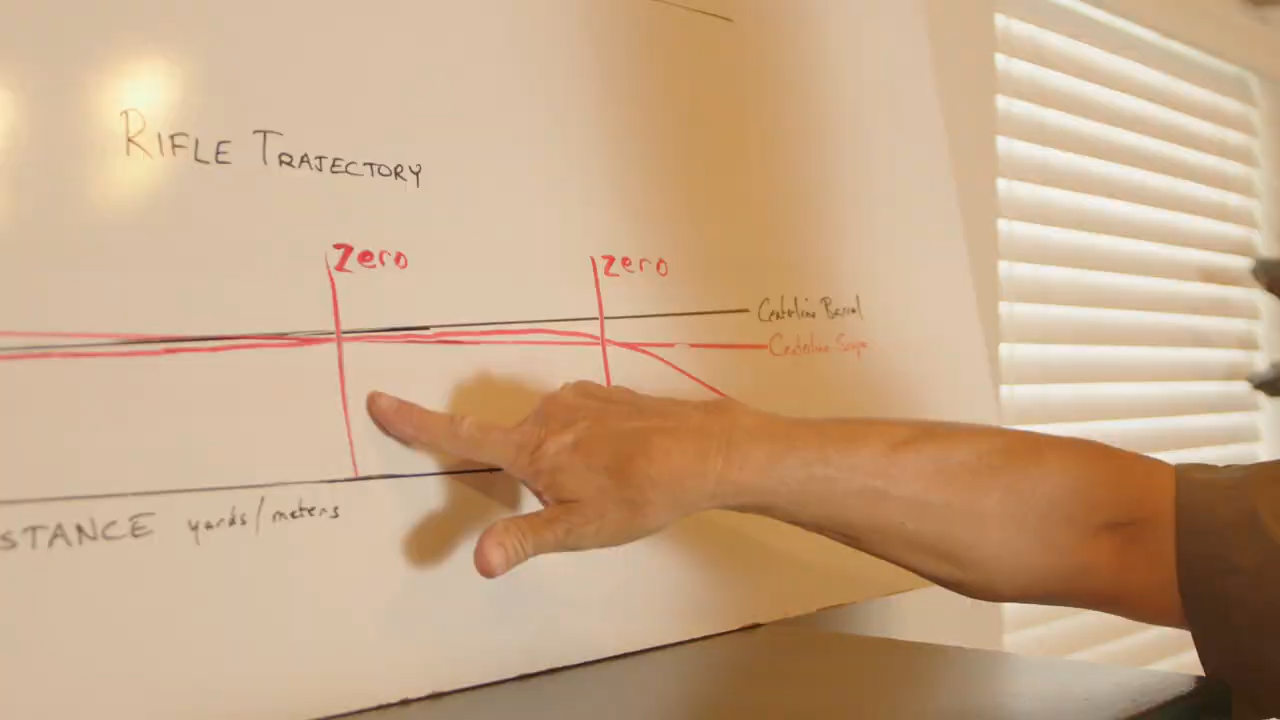 RIFLE TRAJECTORY
Zero
Zero
Centerline Barrel
Centerline Scope
STANCE yards/meters